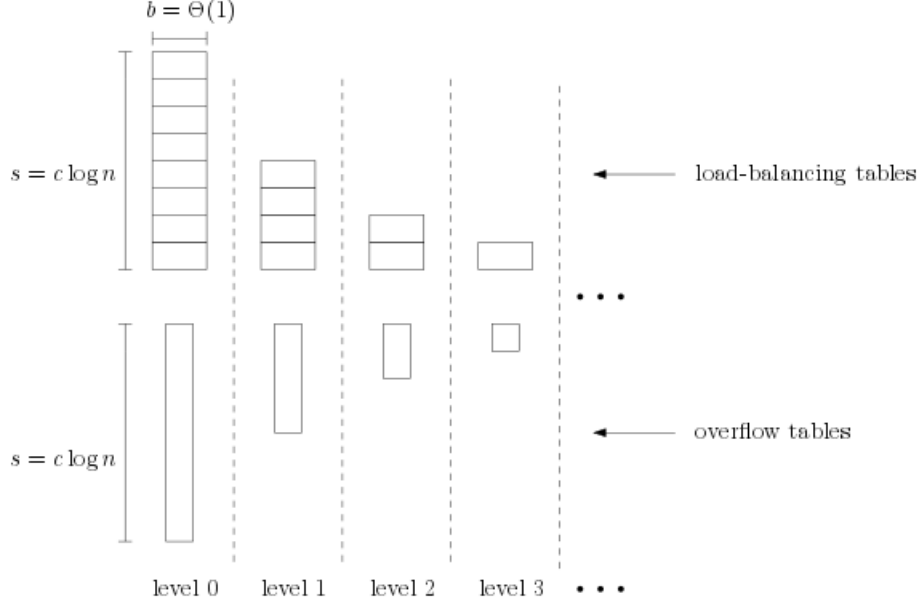 b = Θ(1)
s = c log n
load-balancing tables
• • •
s = c log n
overflow tables
level 0
level 1
level 2
level 3
• • •